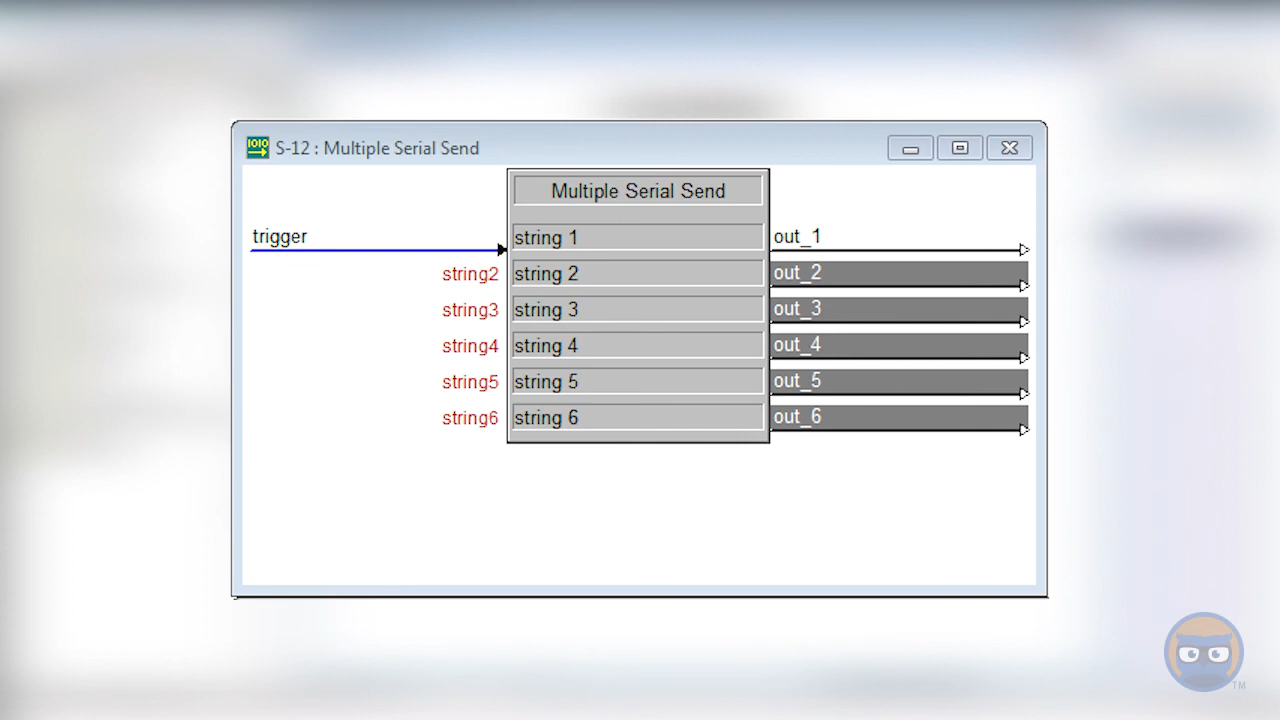 S-12 : Multiple Serial Send
Multiple Serial Send
trigger string 1 out_1
string2 string 2 out_2
string3 string 3 out_3
string4 string 4 out_4
string5 string 5 out_5
string6 string 6 out_6
TM